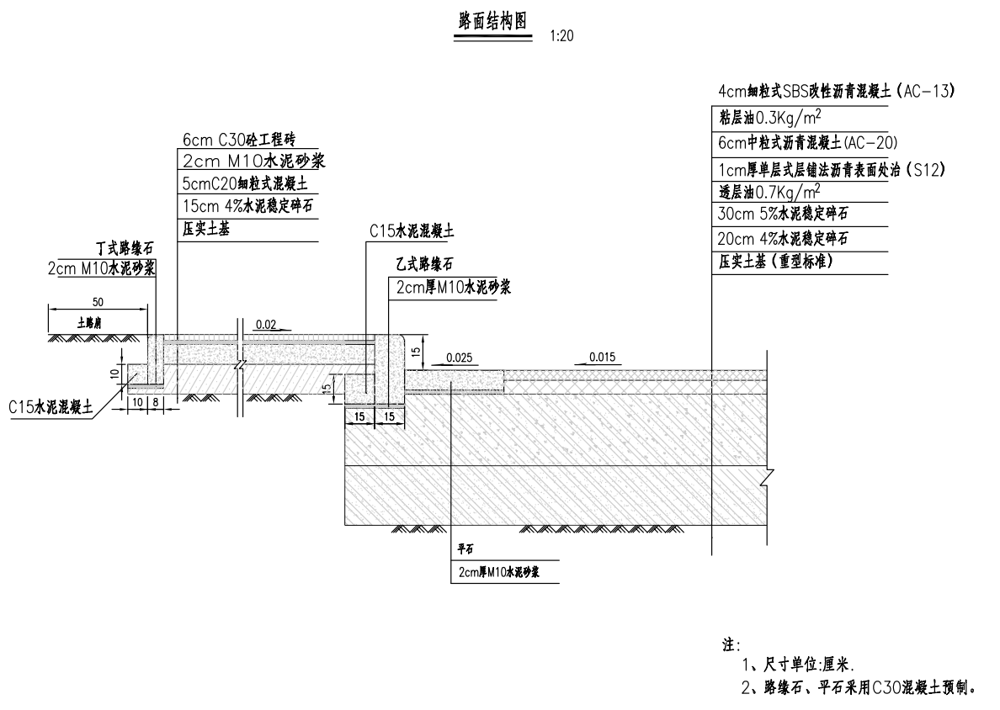 路面结构图
1:20
4cm细粒式SBS改性沥青混凝土（AC-13）
粘层油0.3Kg/m²
6cm中粒式沥青混凝土(AC-20)
1cm厚单层式层铺法沥青表面处治（S12）
透层油0.7Kg/m²
30cm 5%水泥稳定碎石
20cm 4%水泥稳定碎石
压实土基（重型标准）
6cm C30砼工程砖
2cm M10水泥砂浆
5cmC20细粒式混凝土
15cm 4%水泥稳定碎石
压实土基
C15水泥混凝土
丁式路缘石
2cm M10水泥砂浆
乙式路缘石
2cm厚M10水泥砂浆
50
土路肩
0.02
15
0.025
0.015
10
15
C15水泥混凝土
10
8
15
15
平石
2cm厚M10水泥砂浆
注:
1、尺寸单位:厘米.
2、路缘石、平石采用C30混凝土预制。